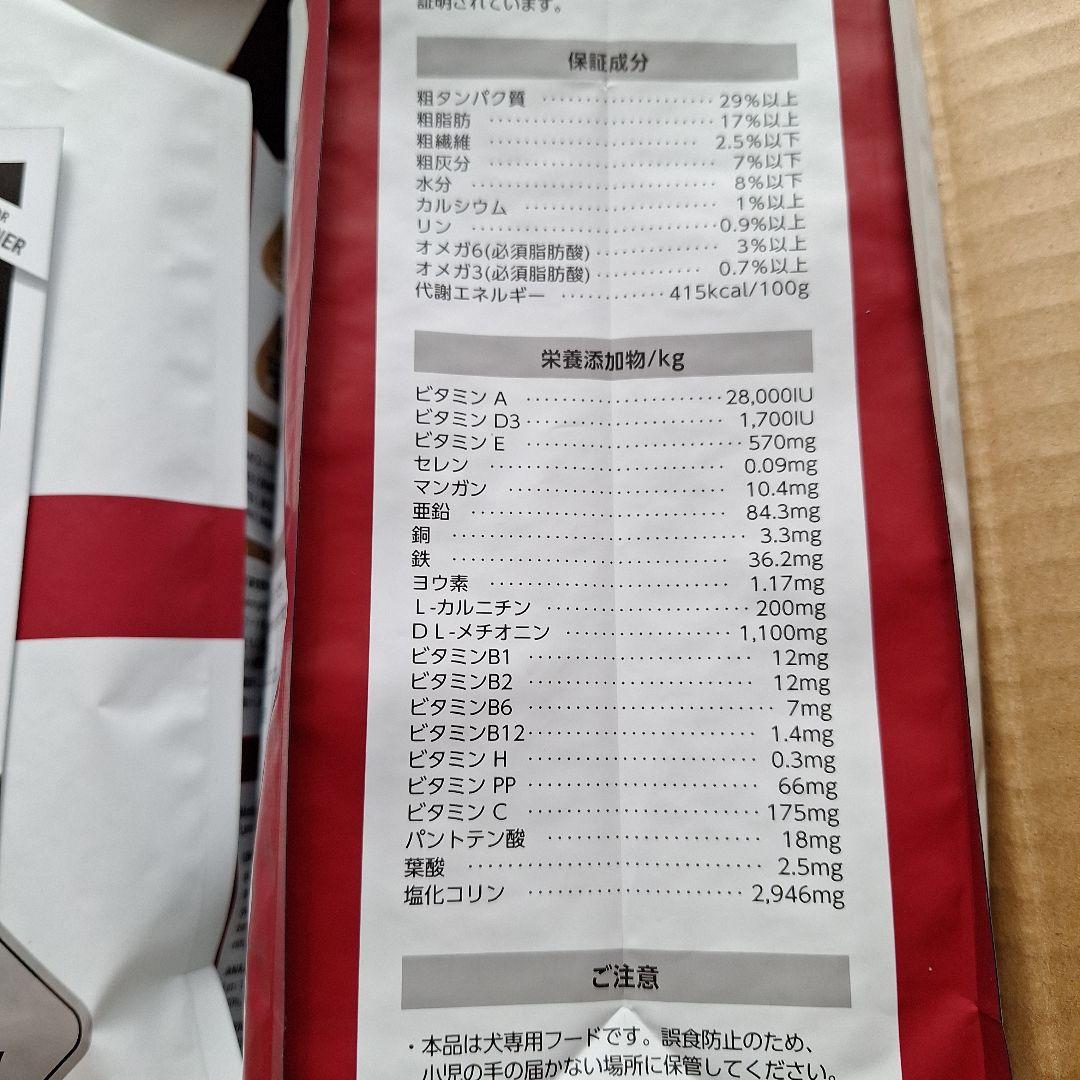 証明されています。
保証成分
粗タンパク質 ・・・・・・・・・・・・・・・・・・・・ 29%以上
粗脂肪 ・・・・・・・・・・・・・・・・・・・・ 17%以上
粗繊維 ・・・・・・・・・・・・・・・・・・・・ 2.5%以下
粗灰分 ・・・・・・・・・・・・・・・・・・・・ 7%以下
水分 ・・・・・・・・・・・・・・・・・・・・ 8%以下
カルシウム ・・・・・・・・・・・・・・・・・・・・ 1%以上
リン ・・・・・・・・・・・・・・・・・・・・ 0.9%以上
オメガ6(必須脂肪酸) ・・・・・・・・・・・・ 3%以上
オメガ3(必須脂肪酸) ・・・・・・・・・・・・ 0.7%以上
代謝エネルギー ・・・・・・・・・・・・ 415kcal/100g
栄養添加物/kg
ビタミン A ・・・・・・・・・・・・・・・・・・・・ 28,000IU
ビタミン D3 ・・・・・・・・・・・・・・・・・・・・ 1,700IU
ビタミン E ・・・・・・・・・・・・・・・・・・・・ 570mg
セレン ・・・・・・・・・・・・・・・・・・・・ 0.09mg
マンガン ・・・・・・・・・・・・・・・・・・・・ 10.4mg
亜鉛 ・・・・・・・・・・・・・・・・・・・・ 84.3mg
銅 ・・・・・・・・・・・・・・・・・・・・ 3.3mg
鉄 ・・・・・・・・・・・・・・・・・・・・ 36.2mg
ヨウ素 ・・・・・・・・・・・・・・・・・・・・ 1.17mg
L-カルニチン ・・・・・・・・・・・・・・・・・・・・ 200mg
DL-メチオニン ・・・・・・・・・・・・・・・・ 1,100mg
ビタミンB1 ・・・・・・・・・・・・・・・・・・・・ 12mg
ビタミンB2 ・・・・・・・・・・・・・・・・・・・・ 12mg
ビタミンB6 ・・・・・・・・・・・・・・・・・・・・ 7mg
ビタミンB12 ・・・・・・・・・・・・・・・・・・・・ 1.4mg
ビタミン H ・・・・・・・・・・・・・・・・・・・・ 0.3mg
ビタミン PP ・・・・・・・・・・・・・・・・・・・・ 66mg
ビタミン C ・・・・・・・・・・・・・・・・・・・・ 175mg
パントテン酸 ・・・・・・・・・・・・・・・・・・・・ 18mg
葉酸 ・・・・・・・・・・・・・・・・・・・・ 2.5mg
塩化コリン ・・・・・・・・・・・・・・・・・・・・ 2,946mg
ご注意
・本品は犬専用フードです。誤食防止のため、
小児の手の届かない場所に保管してください。